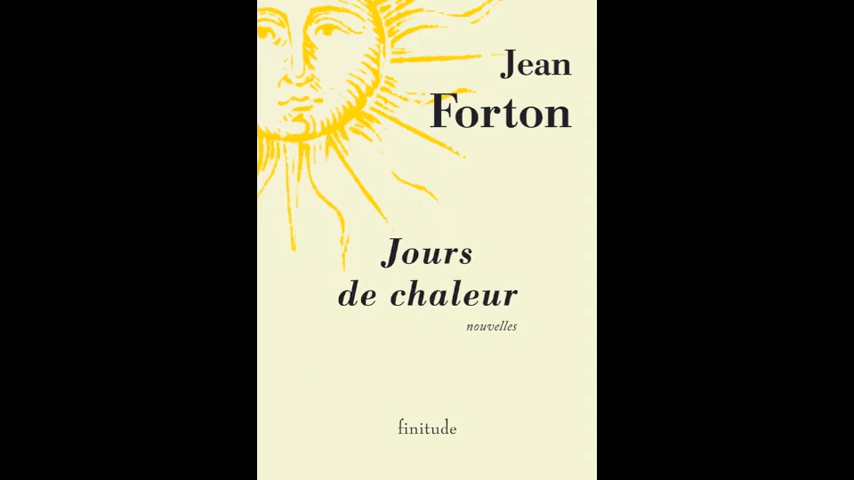 Jean
Forton
Jours
de chaleur
nouvelles
finitude